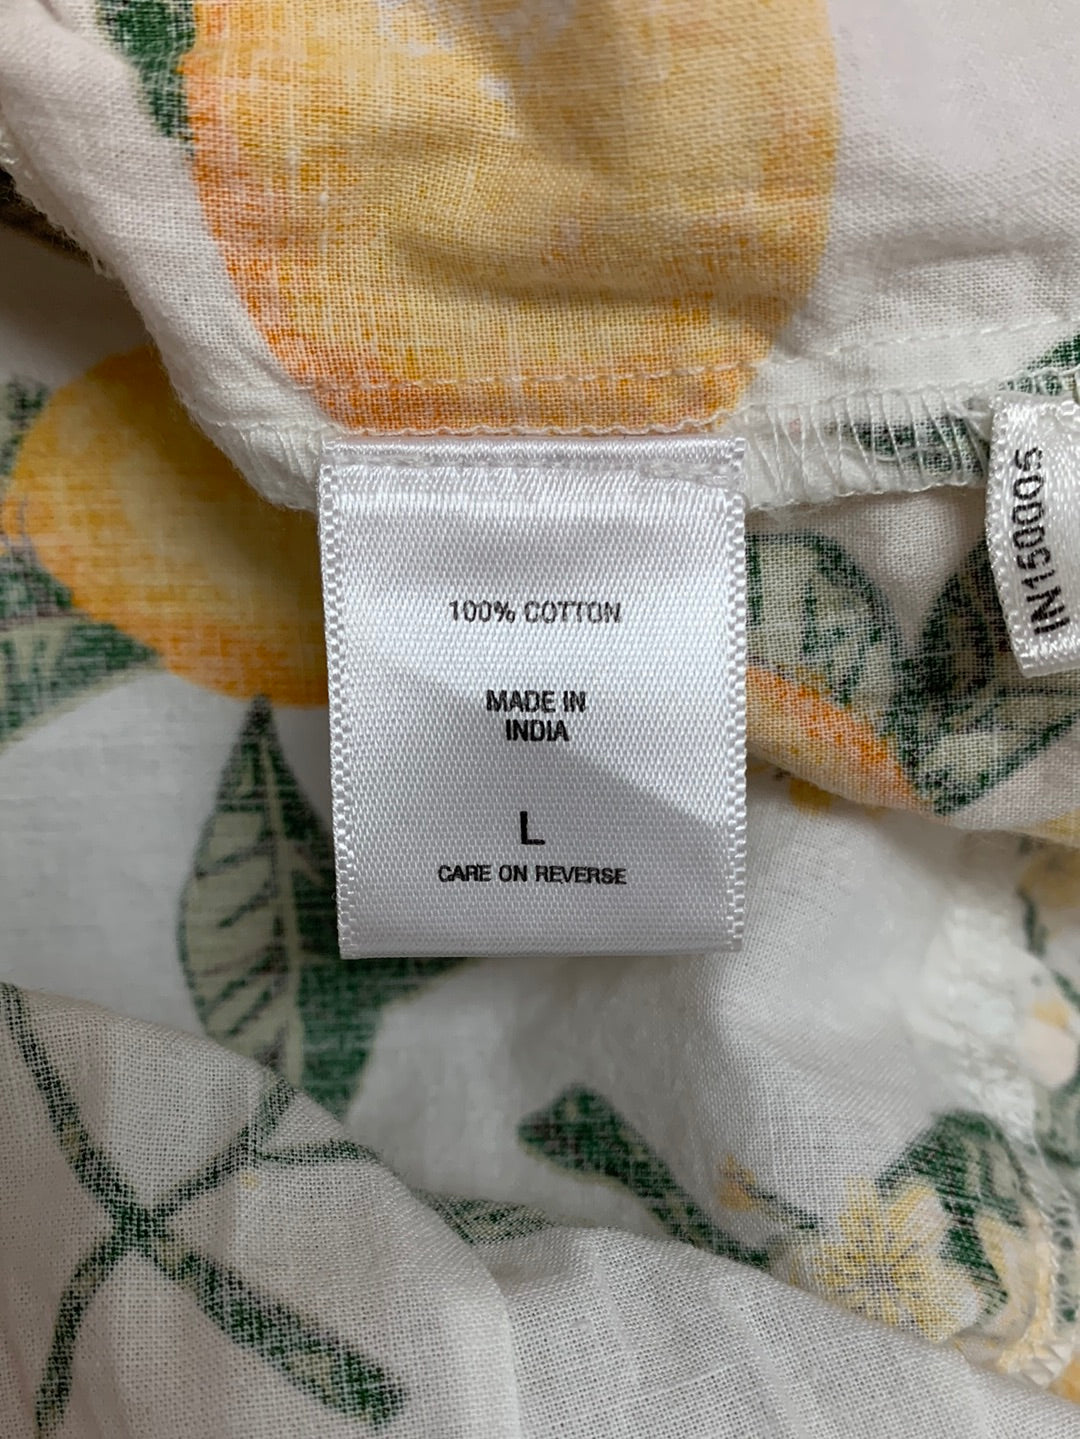 100% COTTON
MADE IN
INDIA
L
CARE ON REVERSE
IN150005